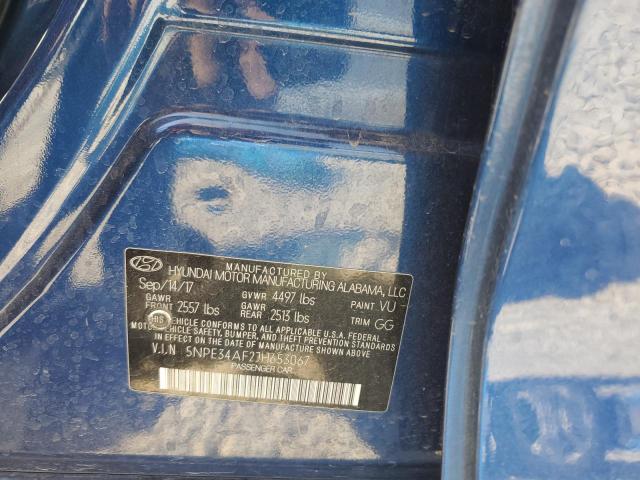 MANUFACTURED BY
HYUNDAI MOTOR MANUFACTURING ALABAMA, LLC
Sep/14/17 GVWR 4497 lbs PAINT VU
GAWR FRONT 2557 lbs GAWR REAR 2513 lbs TRIM GG
VEHICLE CONFORMS TO ALL APPLICABLE U.S.A. FEDERAL
MOTOR VEHICLE SAFETY, BUMPER, AND THEFT PREVENTION STANDARDS
IN EFFECT ON THE DATE OF MANUFACTURE SHOWN ABOVE.
V.I.N 5NPE34AF2JH653067
PASSENGER CAR